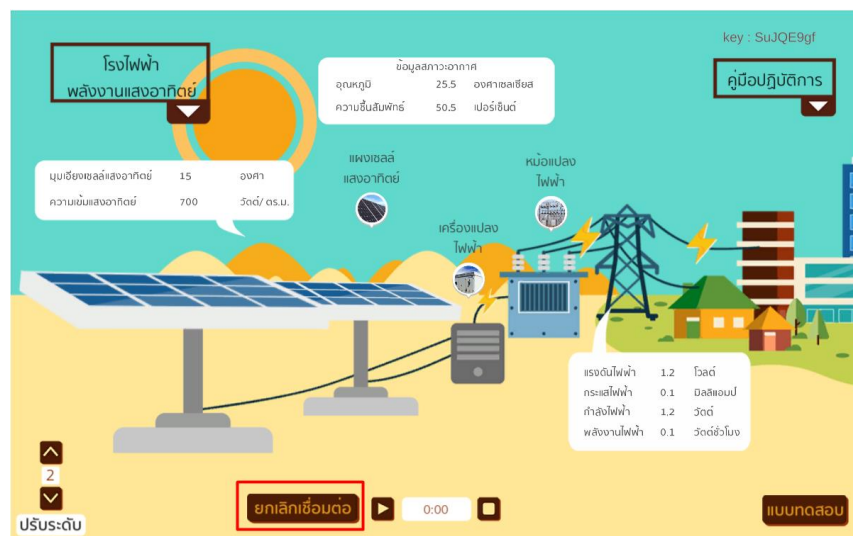 key : SuJQE9gf
โรงไฟฟ้า
พลังงานแสงอาทิตย์
ข้อมูลสภาวะอากาศ
อุณหภูมิ 25.5 องศาเซลเซียส
ความชื้นสัมพัทธ์ 50.5 เปอร์เซ็นต์
คู่มือปฏิบัติการ
มุมเอียงเซลล์แสงอาทิตย์ 15 องศา
ความเข้มแสงอาทิตย์ 700 วัตต์/ ตร.ม.
แผงเซลล์
แสงอาทิตย์
หม้อแปลง
ไฟฟ้า
เครื่องแปลง
ไฟฟ้า
แรงดันไฟฟ้า 1.2 โวลต์
กระแสไฟฟ้า 0.1 มิลลิแอมป์
กำลังไฟฟ้า 1.2 วัตต์
พลังงานไฟฟ้า 0.1 วัตต์ชั่วโมง
2
ปรับระดับ
ยกเลิกเชื่อมต่อ
0:00
แบบทดสอบ